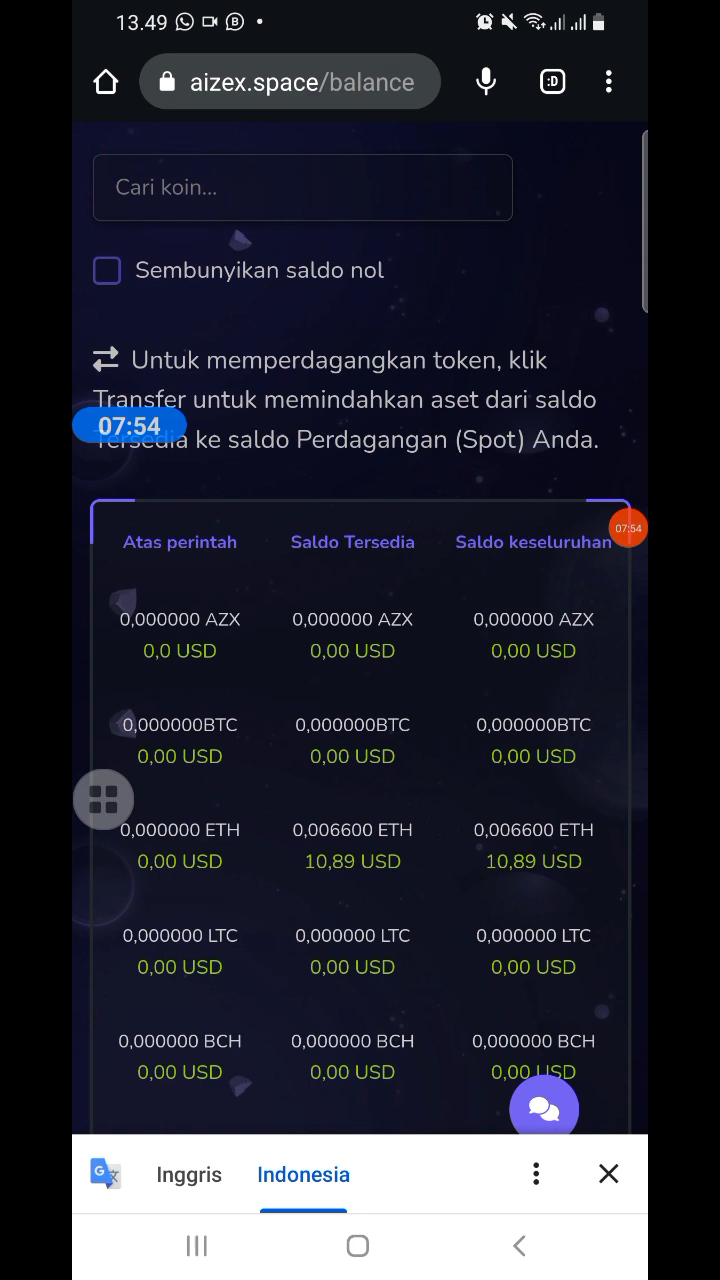 13.49
aizex.space/balance
Cari koin...
Sembunyikan saldo nol
Untuk memperdagangkan token, klik
Transfer untuk memindahkan aset dari saldo
07:54
Tersedia ke saldo Perdagangan (Spot) Anda.
07:54
Atas perintah Saldo Tersedia Saldo keseluruhan
0,000000 AZX 0,000000 AZX 0,000000 AZX
0,0 USD 0,00 USD 0,00 USD
0,000000BTC 0,000000BTC 0,000000BTC
0,00 USD 0,00 USD 0,00 USD
0,000000 ETH 0,006600 ETH 0,006600 ETH
0,00 USD 10,89 USD 10,89 USD
0,000000 LTC 0,000000 LTC 0,000000 LTC
0,00 USD 0,00 USD 0,00 USD
0,000000 BCH 0,000000 BCH 0,000000 BCH
0,00 USD 0,00 USD 0,00 USD
Inggris Indonesia